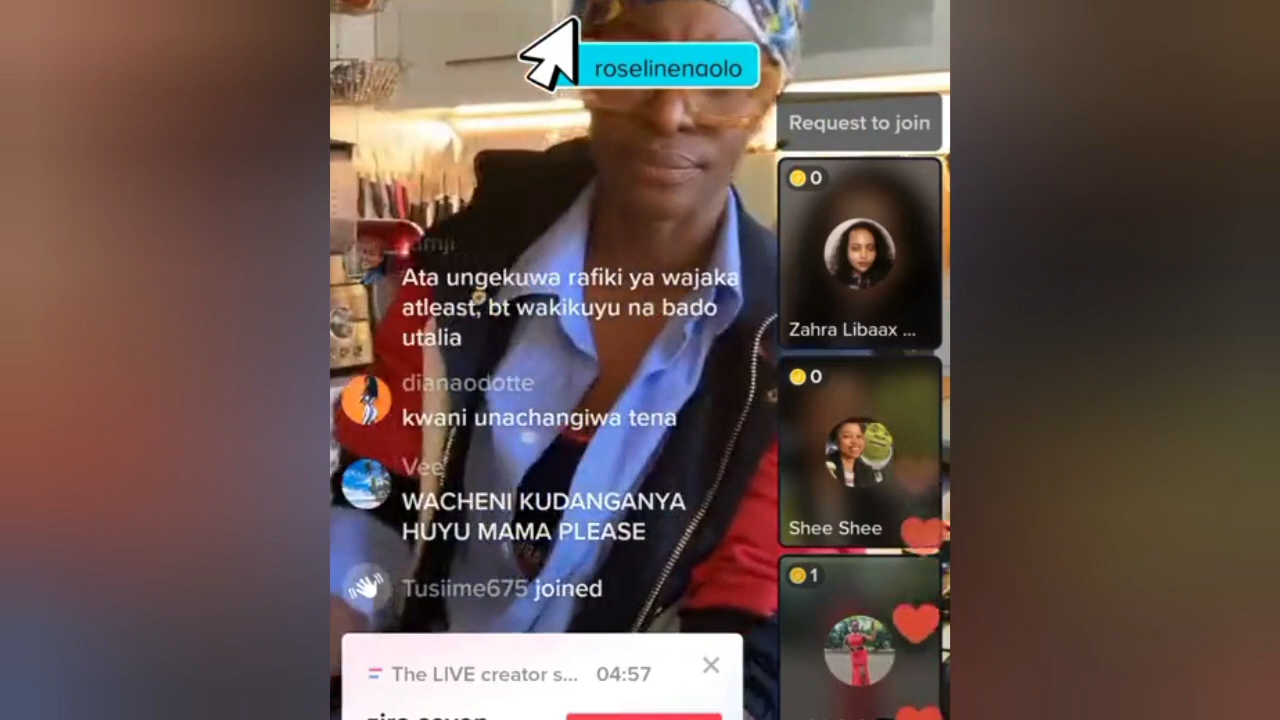 roselinenaolo
Request to join
0
Zahra Libaax ...
0
Shee Shee
1
Ata ungekuwa rafiki ya wajaka
atleast, bt wakikuyu na bado
utalia
dianaodotte
kwani unachangiwa tena
Vee
WACHENI KUDANGANYA
HUYU MAMA PLEASE
Tusiime675 joined
The LIVE creator s... 04:57